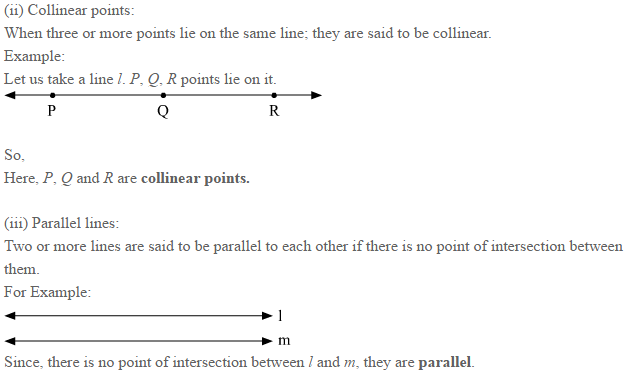 (ii) Collinear points:
When three or more points lie on the same line; they are said to be collinear.
Example:
Let us take a line l. P, Q, R points lie on it.
P Q R
So,
Here, P, Q and R are collinear points.
(iii) Parallel lines:
Two or more lines are said to be parallel to each other if there is no point of intersection between
them.
For Example:
l
m
Since, there is no point of intersection between l and m, they are parallel.